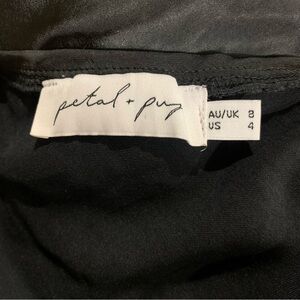 petal + pup
AU/UK 8
US 4